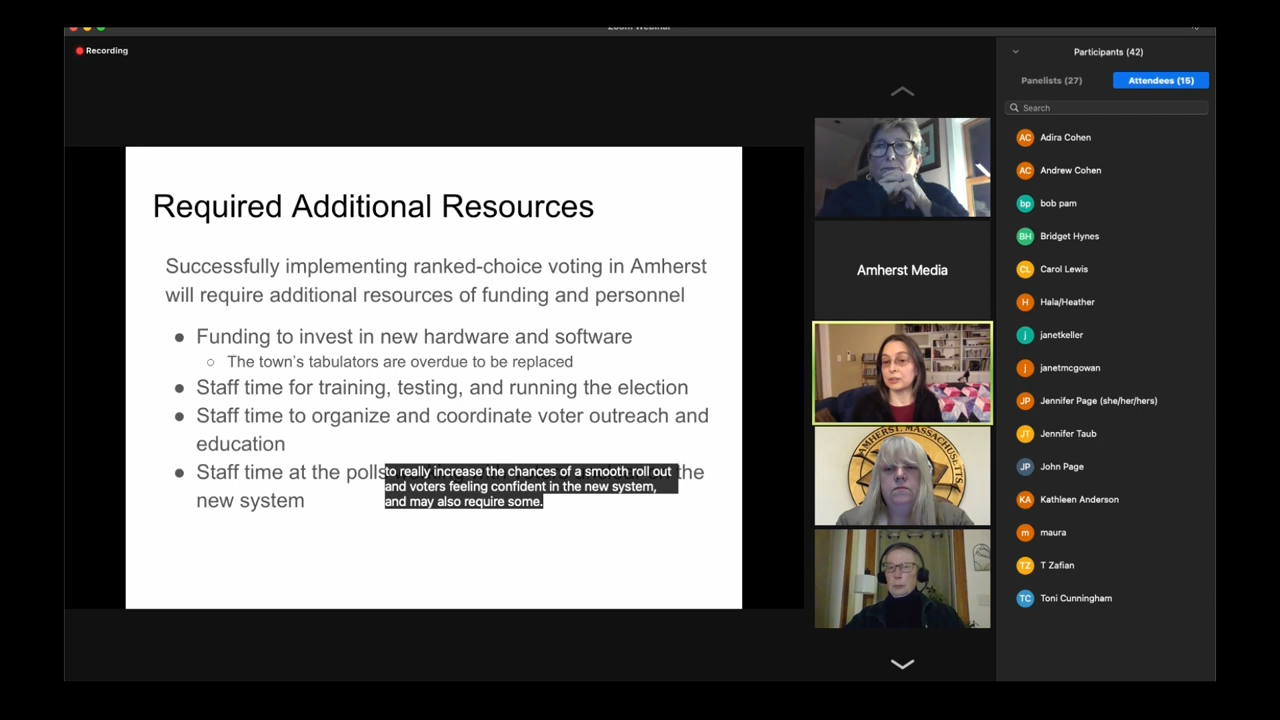 Zoom Webinar
Recording
Required Additional Resources
Successfully implementing ranked-choice voting in Amherst
will require additional resources of funding and personnel
● Funding to invest in new hardware and software
○ The town's tabulators are overdue to be replaced
● Staff time for training, testing, and running the election
● Staff time to organize and coordinate voter outreach and
education
● Staff time at the polls the
new system
to really increase the chances of a smooth roll out
and voters feeling confident in the new system,
and may also require some.
Amherst Media
AMHERST, MASSACHUSETTS
Participants (42)
Panelists (27)
Attendees (15)
Search
AC Adira Cohen
AC Andrew Cohen
bp bob pam
BH Bridget Hynes
CL Carol Lewis
H Hala/Heather
j janetkeller
j janetmcgowan
JP Jennifer Page (she/her/hers)
JT Jennifer Taub
JP John Page
KA Kathleen Anderson
m maura
TZ T Zafian
TC Toni Cunningham